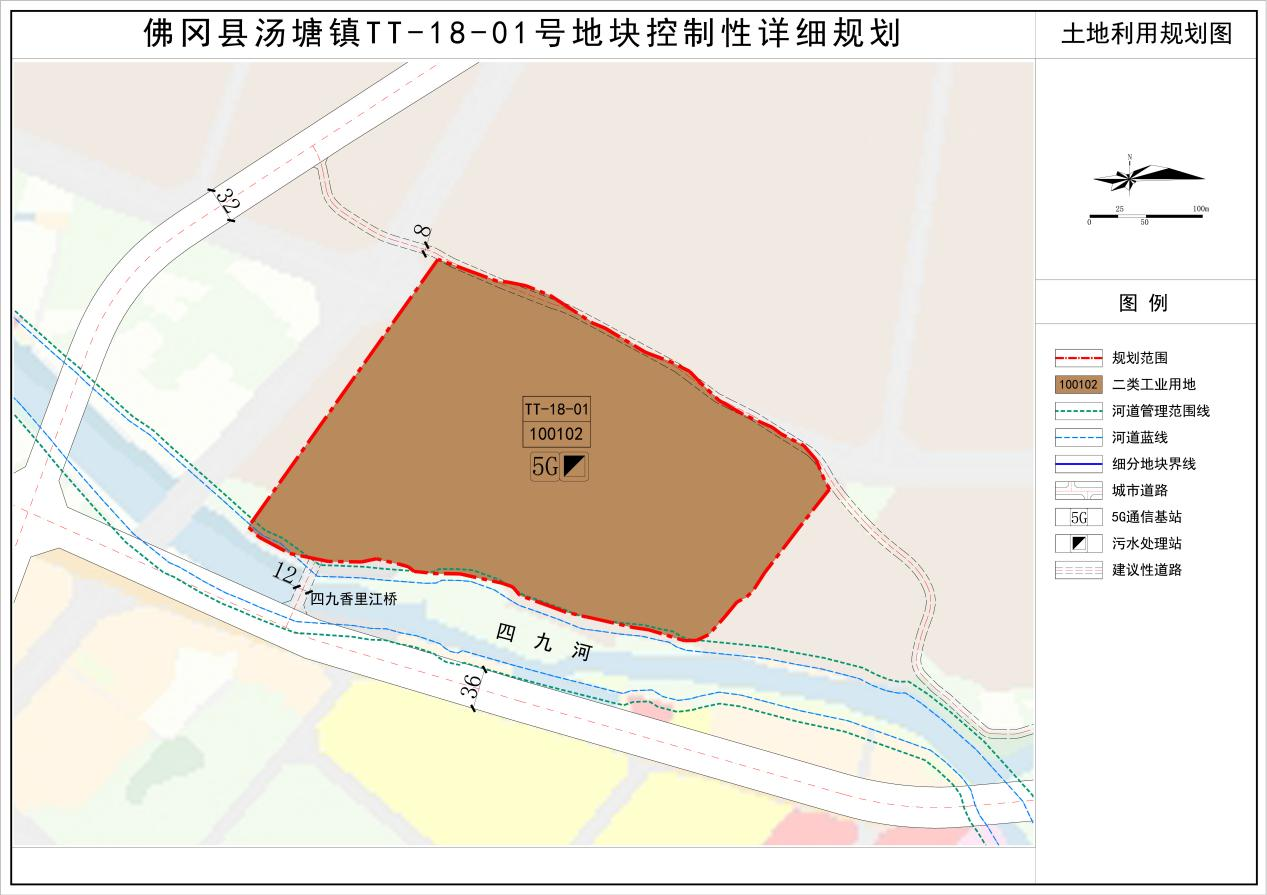 佛冈县汤塘镇TT-18-01号地块控制性详细规划
土地利用规划图
N
25 100m
0 50
图例
规划范围
100102 二类工业用地
河道管理范围线
河道蓝线
细分地块界线
城市道路
5G 5G通信基站
污水处理站
建议性道路
32
8
TT-18-01
100102
5G
12
四九香里江桥
四九河
36